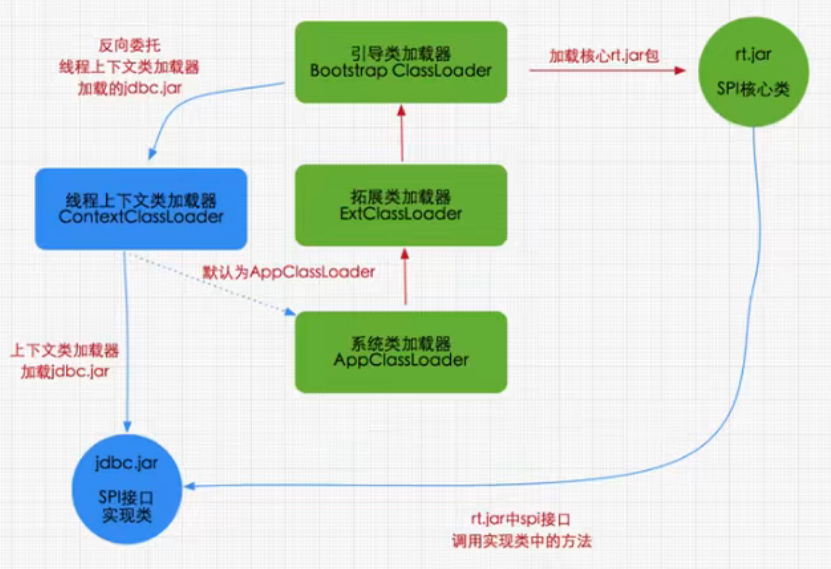 反向委托
线程上下文类加载器
加载的jdbc.jar
引导类加载器
Bootstrap ClassLoader
加载核心rt.jar包
rt.jar
SPI核心类
线程上下文类加载器
ContextClassLoader
拓展类加载器
ExtClassLoader
默认为AppClassLoader
系统类加载器
AppClassLoader
上下文类加载器
加载jdbc.jar
jdbc.jar
SPI接口
实现类
rt.jar中spi接口
调用实现类中的方法